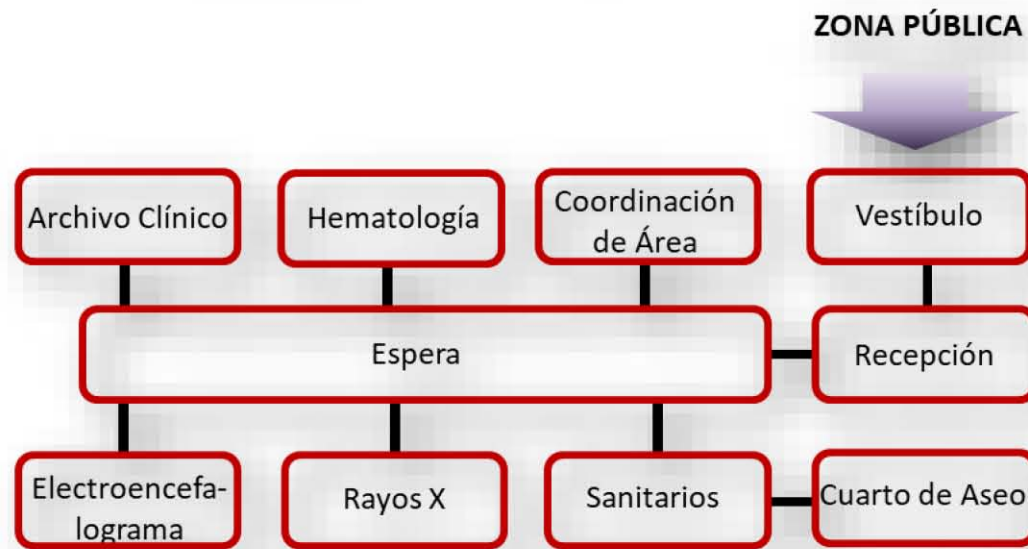 ZONA PÚBLICA
Archivo Clínico
Hematología
Coordinación
de Área
Vestíbulo
Espera
Recepción
Electroencefa-
lograma
Rayos X
Sanitarios
Cuarto de Aseo